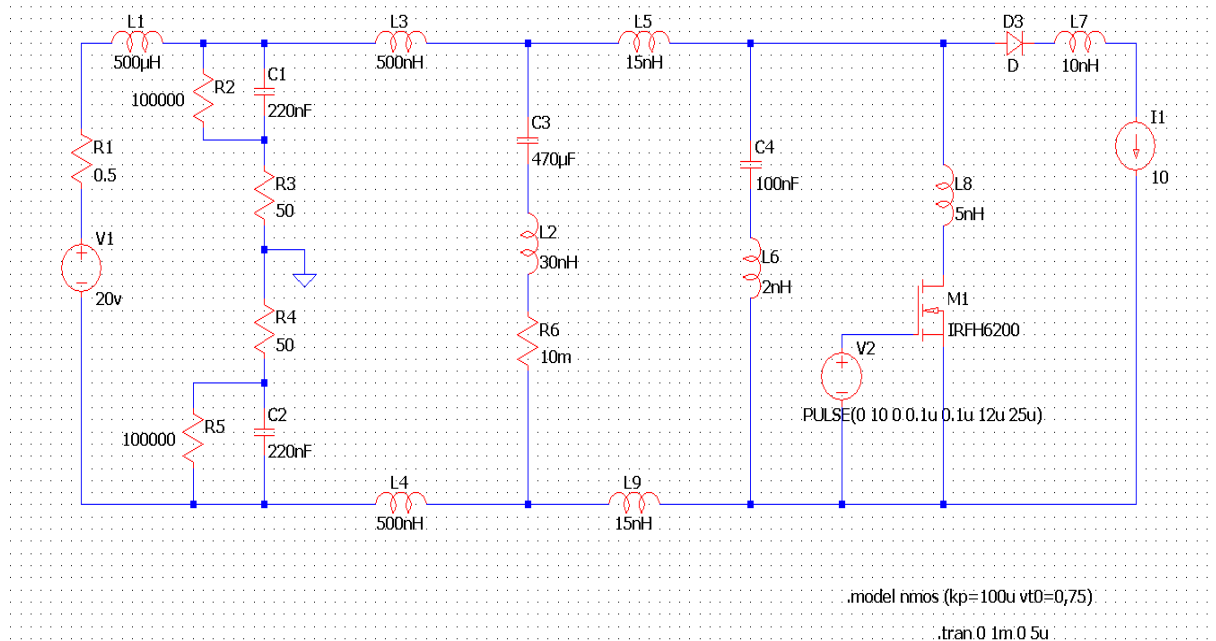 L1
500µH
L3
500nH
L5
15nH
D3
D
L7
10nH
R2
100000
C1
220nF
C3
470µF
C4
100nF
I1
10
R1
0.5
R3
50
L8
5nH
V1
20v
L2
30nH
L6
2nH
M1
IRFH6200
R4
50
R6
10m
V2
PULSE(0 10 0 0.1u 0.1u 12u 25u)
R5
100000
C2
220nF
L4
500nH
L9
15nH
.model nmos (kp=100u vt0=0,75)
.tran 0 1m 0 5u